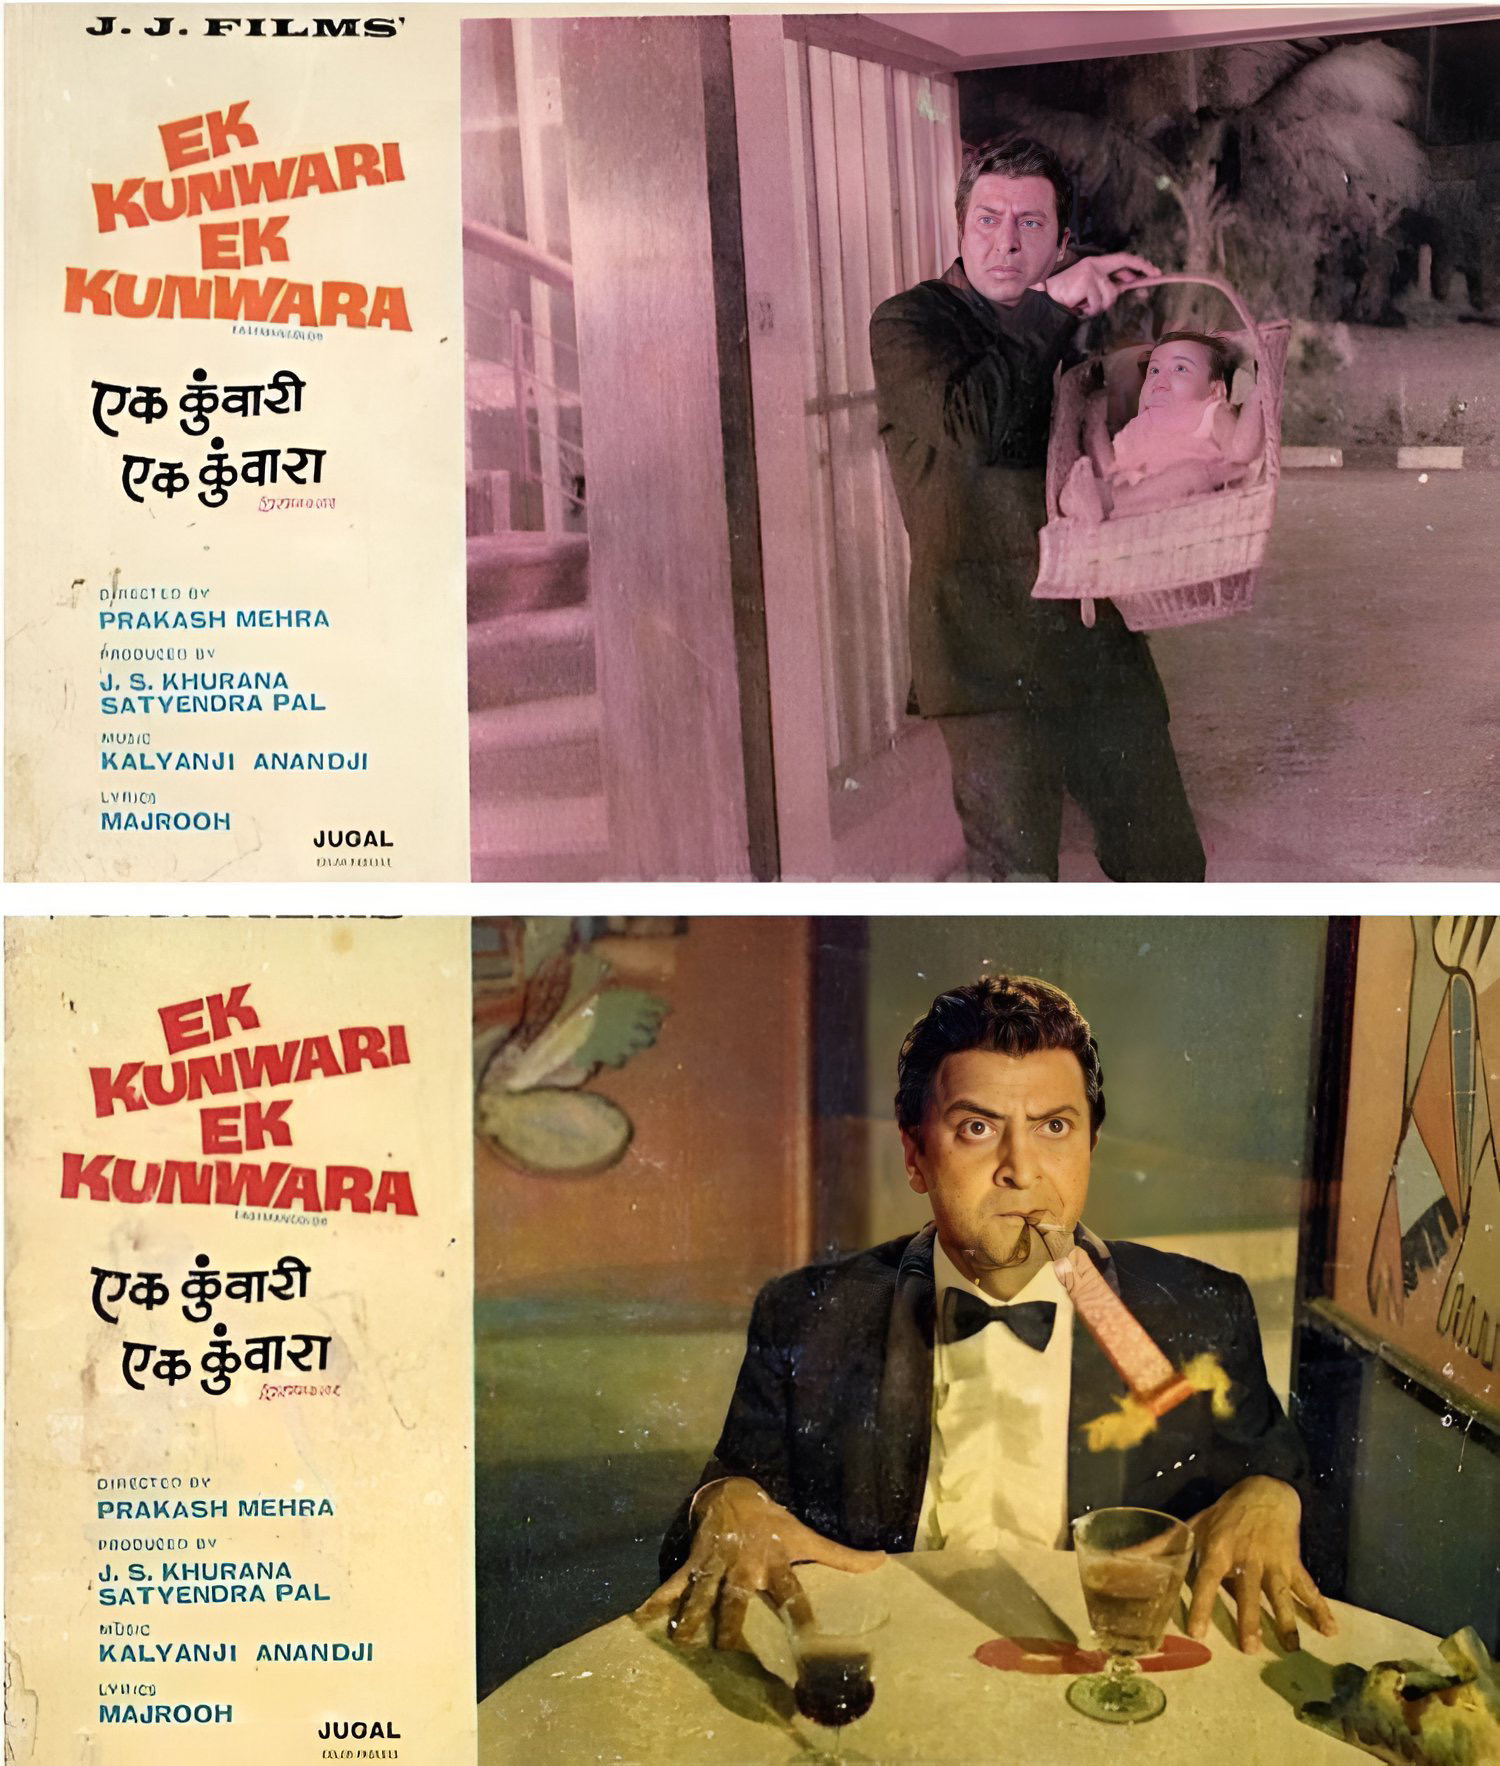 J. J. FILMS'
EK
KUNWARI
EK
KUNWARA
EASTMANCOLOR
एक कुंवारी
एक कुंवारा
DIRECTED BY
PRAKASH MEHRA
PRODUCED BY
J. S. KHURANA
SATYENDRA PAL
MUSIC
KALYANJI ANANDJI
LYRICS
MAJROOH
JUGAL
EK
KUNWARI
EK
KUNWARA
EASTMANCOLOR
एक कुंवारी
एक कुंवारा
DIRECTED BY
PRAKASH MEHRA
PRODUCED BY
J. S. KHURANA
SATYENDRA PAL
MUSIC
KALYANJI ANANDJI
LYRICS
MAJROOH
JUGAL